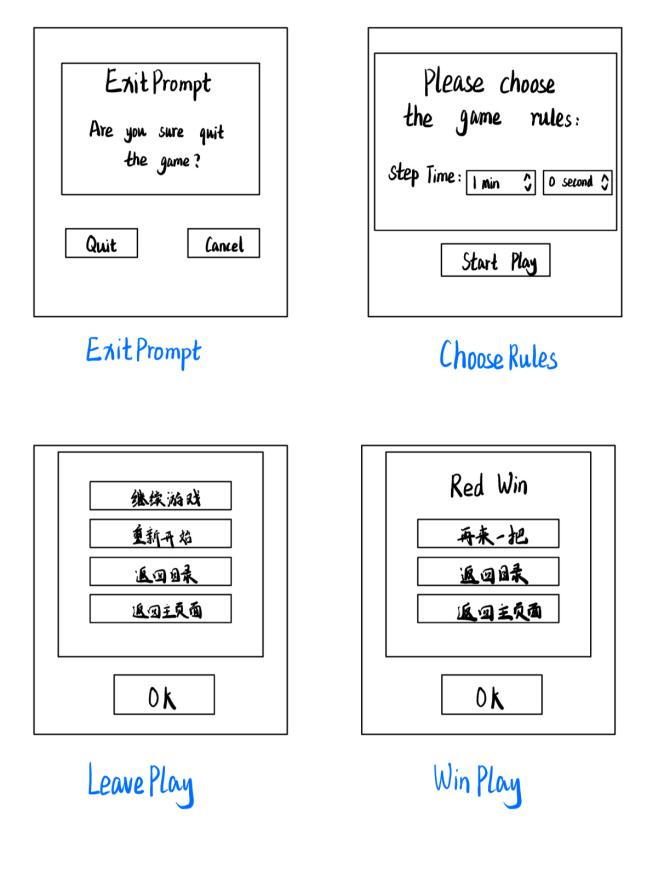 Exit Prompt
Are you sure quit
the game?
Quit
Cancel
Exit Prompt
Please choose
the game rules:
Step Time: 1 min 0 second
Start Play
Choose Rules
继续游戏
重新开始
返回目录
返回主页面
Ok
Leave Play
Red Win
再来一把
返回目录
返回主页面
Ok
Win Play